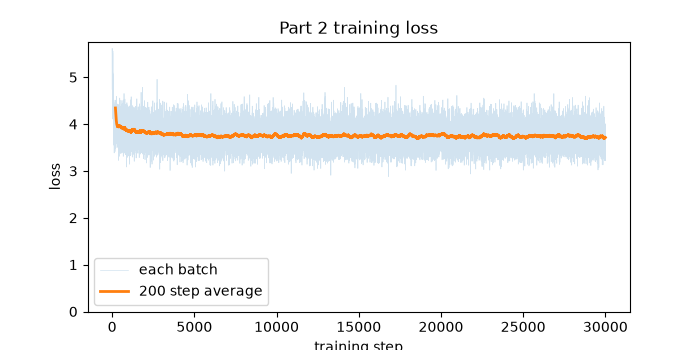 Part 2 training loss
5
4
3
2
1
0
loss
each batch
200 step average
0 5000 10000 15000 20000 25000 30000
training step